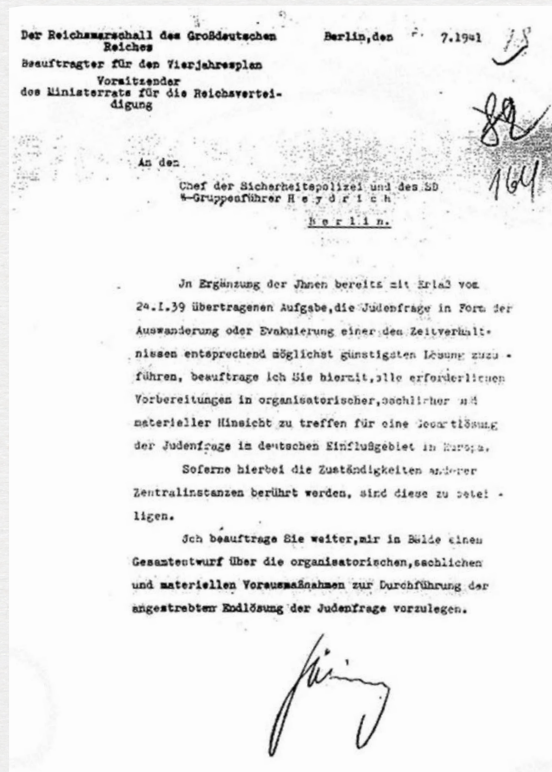 Der Reichsmarschall des Großdeutschen
Reiches
Berlin,den 7.1941
Beauftragter für den Vierjahresplan
Vorsitzender
des Ministerrats für die Reichsvertei-
digung
82
164
An den
Chef der Sicherheitspolizei und des SD
⚡⚡-Gruppenführer H e y d r i c h
B e r l i n.
Jn Ergänzung der Jhnen bereits mit Erlaß vom
24.I.39 übertragenen Aufgabe,die Judenfrage in Form der
Auswanderung oder Evakuierung einer den Zeitverhält-
nissen entsprechend möglichst günstigsten Lösung zuzu -
führen, beauftrage ich Sie hiermit,alle erforderlichen
Vorbereitungen in organisatorischer,sachlicher und
materieller Hinsicht zu treffen für eine Gesamtlösung
der Judenfrage im deutschen Einflußgebiet in Europa.
Soferne hierbei die Zuständigkeiten anderer
Zentralinstanzen berührt werden, sind diese zu betei -
ligen.
Jch beauftrage Sie weiter,mir in Bälde einen
Gesamtentwurf über die organisatorischen,sachlichen
und materiellen Vorausmaßnahmen zur Durchführung der
angestrebten Endlösung der Judenfrage vorzulegen.
Göring